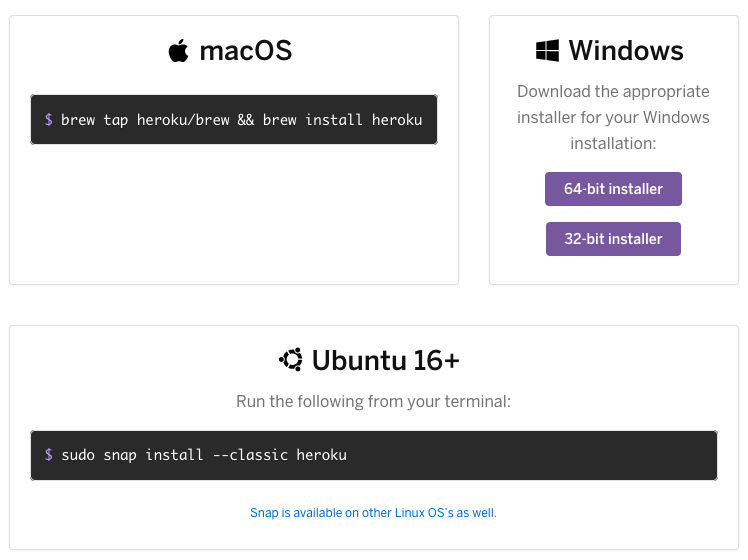 macOS
$ brew tap heroku/brew && brew install heroku
Windows
Download the appropriate
installer for your Windows
installation:
64-bit installer
32-bit installer
Ubuntu 16+
Run the following from your terminal:
$ sudo snap install --classic heroku
Snap is available on other Linux OS's as well.